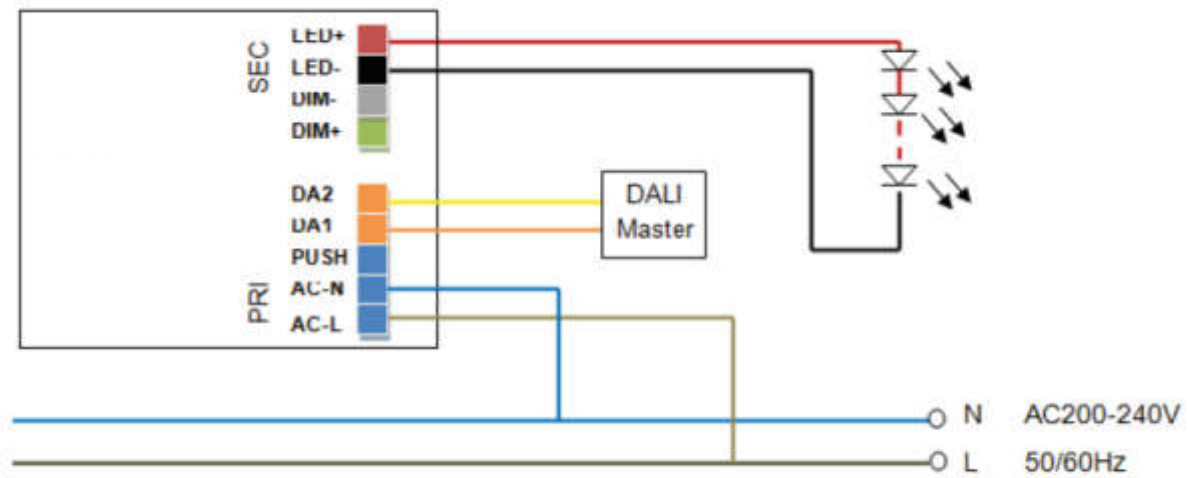 SEC
LED+
LED-
DIM-
DIM+
DA2
DA1
PUSH
AC-N
AC-L
PRI
DALI
Master
N AC200-240V
L 50/60Hz